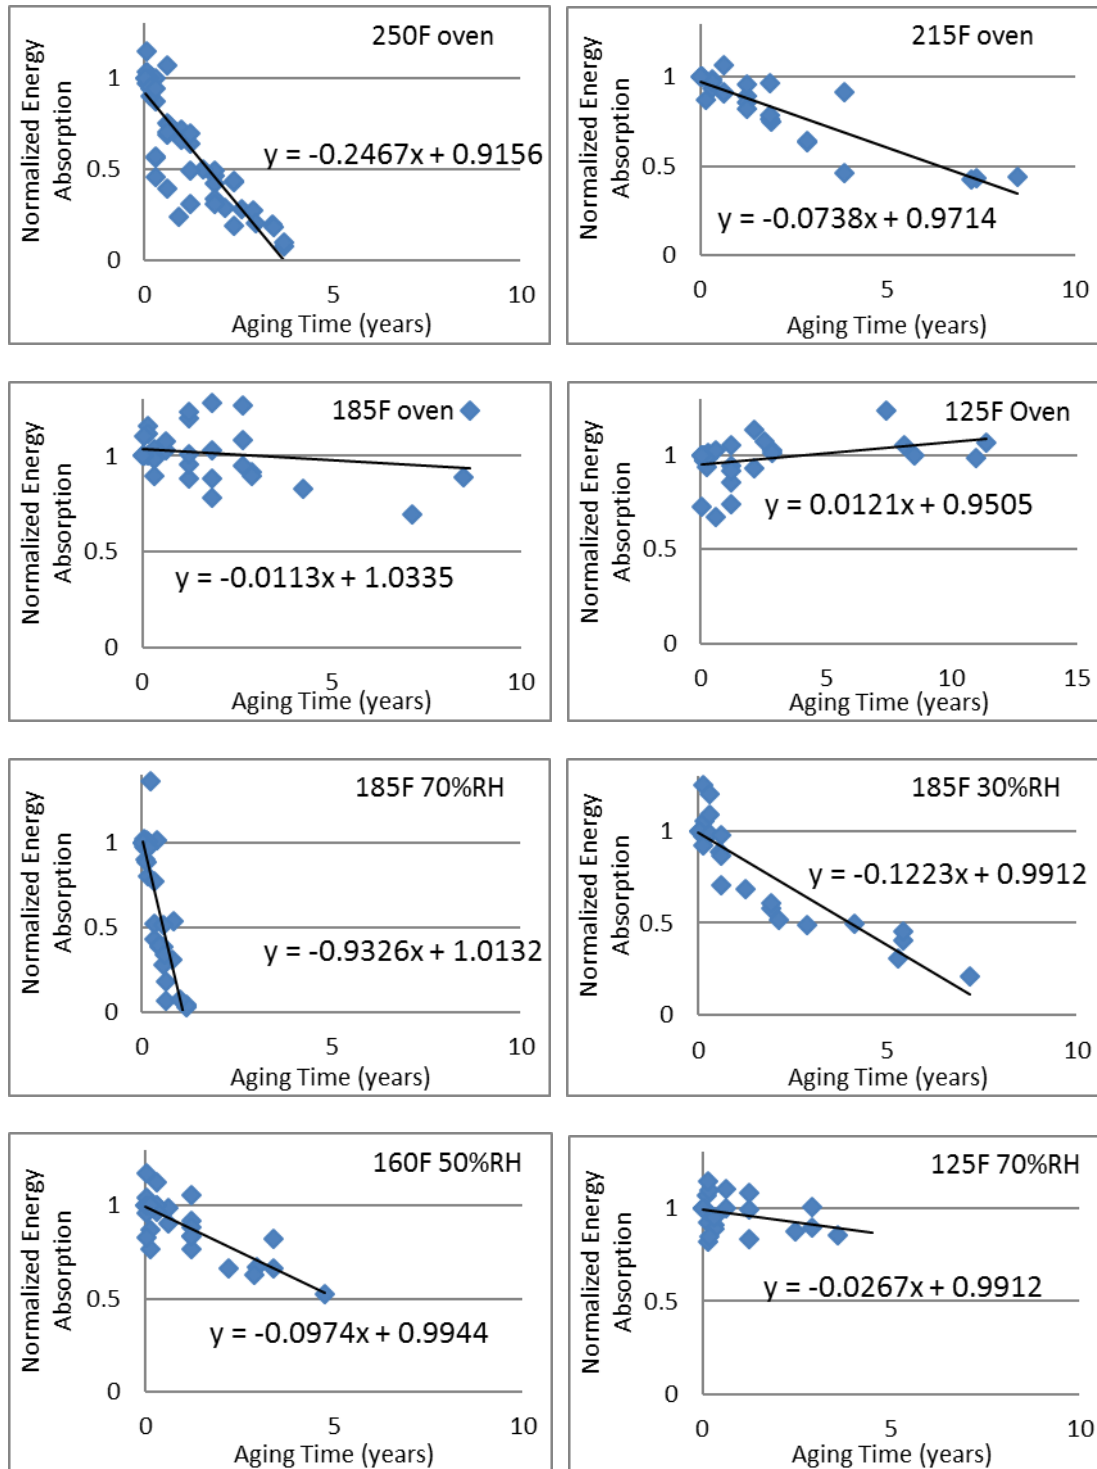 250F oven
Normalized Energy
Absorption
1
0.5
0
y = -0.2467x + 0.9156
0
5
10
Aging Time (years)
215F oven
Normalized Energy
Absorption
1
0.5
0
y = -0.0738x + 0.9714
0
5
10
Aging Time (years)
185F oven
Normalized Energy
Absorption
1
0.5
0
y = -0.0113x + 1.0335
0
5
10
Aging Time (years)
125F Oven
Normalized Energy
Absorption
1
0.5
0
y = 0.0121x + 0.9505
0
5
10
15
Aging Time (years)
185F 70%RH
Normalized Energy
Absorption
1
0.5
0
y = -0.9326x + 1.0132
0
5
10
Aging Time (years)
185F 30%RH
Normalized Energy
Absorption
1
0.5
0
y = -0.1223x + 0.9912
0
5
10
Aging Time (years)
160F 50%RH
Normalized Energy
Absorption
1
0.5
0
y = -0.0974x + 0.9944
0
5
10
Aging Time (years)
125F 70%RH
Normalized Energy
Absorption
1
0.5
0
y = -0.0267x + 0.9912
0
5
10
Aging Time (years)